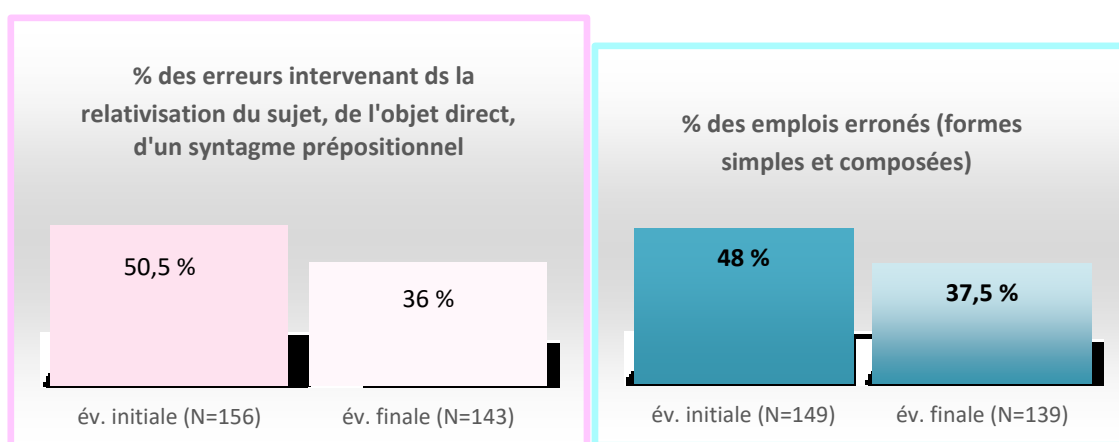 % des erreurs intervenant ds la
relativisation du sujet, de l'objet direct,
d'un syntagme prépositionnel
50,5 %
36 %
év. initiale (N=156)
év. finale (N=143)
% des emplois erronés (formes
simples et composées)
48 %
37,5 %
év. initiale (N=149)
év. finale (N=139)